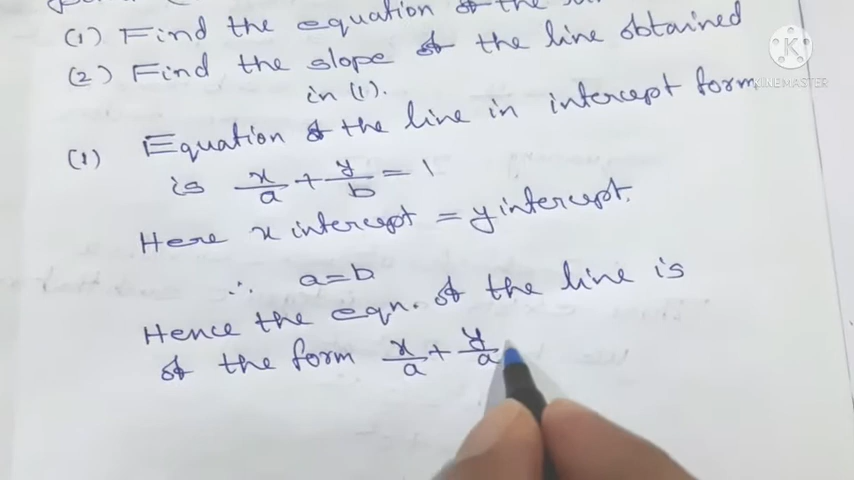 (1) Find the equation of the
(2) Find the slope of the line obtained
in (1).
(1) Equation of the line in intercept form
is x/a + y/b = 1
Here x intercept = y intercept.
∴ a=b
Hence the eqn. of the line is
of the form x/a + y/a
KINEMASTER